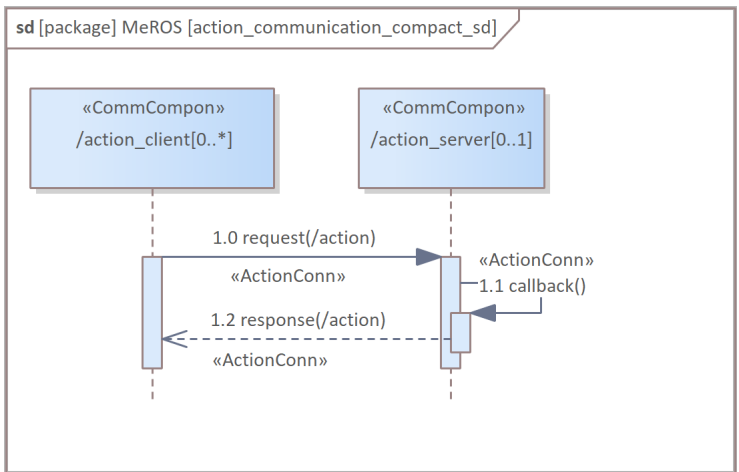 sd [package] MeROS [action_communication_compact_sd]
«CommCompon»
/action_client[0..*]
«CommCompon»
/action_server[0..1]
1.0 request(/action)
«ActionConn»
«ActionConn»
1.1 callback()
1.2 response(/action)
«ActionConn»